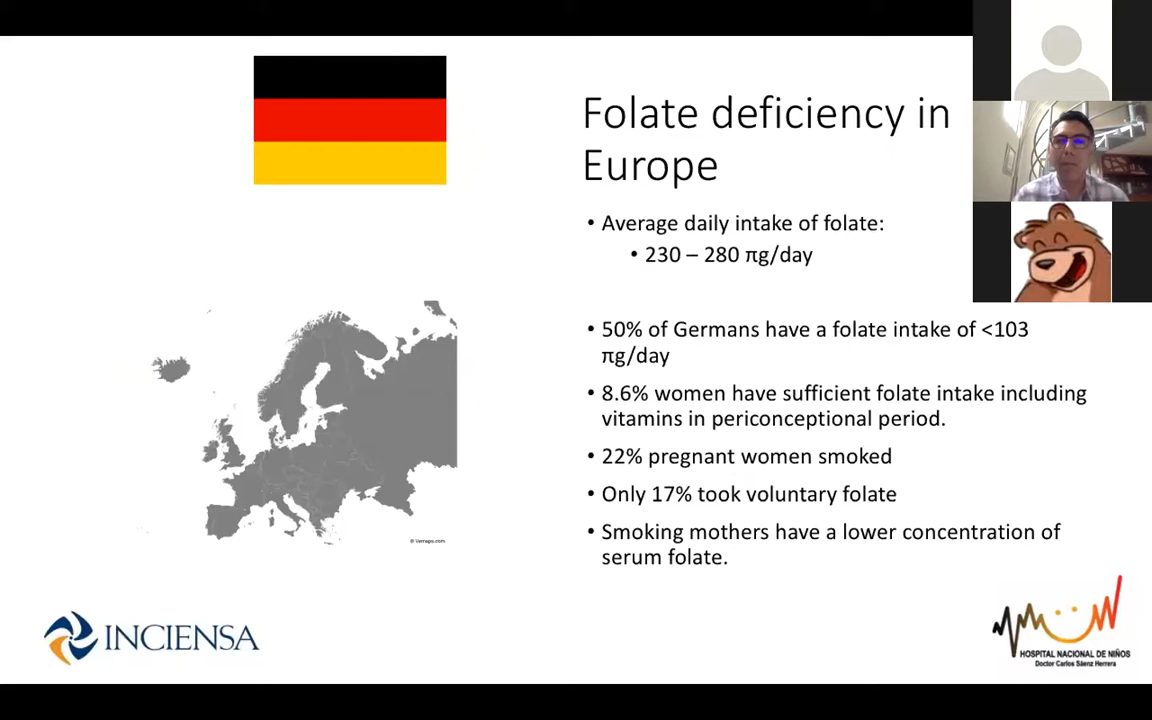 Folate deficiency in
Europe
• Average daily intake of folate:
• 230 – 280 πg/day
• 50% of Germans have a folate intake of <103
πg/day
• 8.6% women have sufficient folate intake including
vitamins in periconceptional period.
• 22% pregnant women smoked
• Only 17% took voluntary folate
• Smoking mothers have a lower concentration of
serum folate.
© Vemaps.com
INCIENSA
HOSPITAL NACIONAL DE NIÑOS
Doctor Carlos Sáenz Herrera